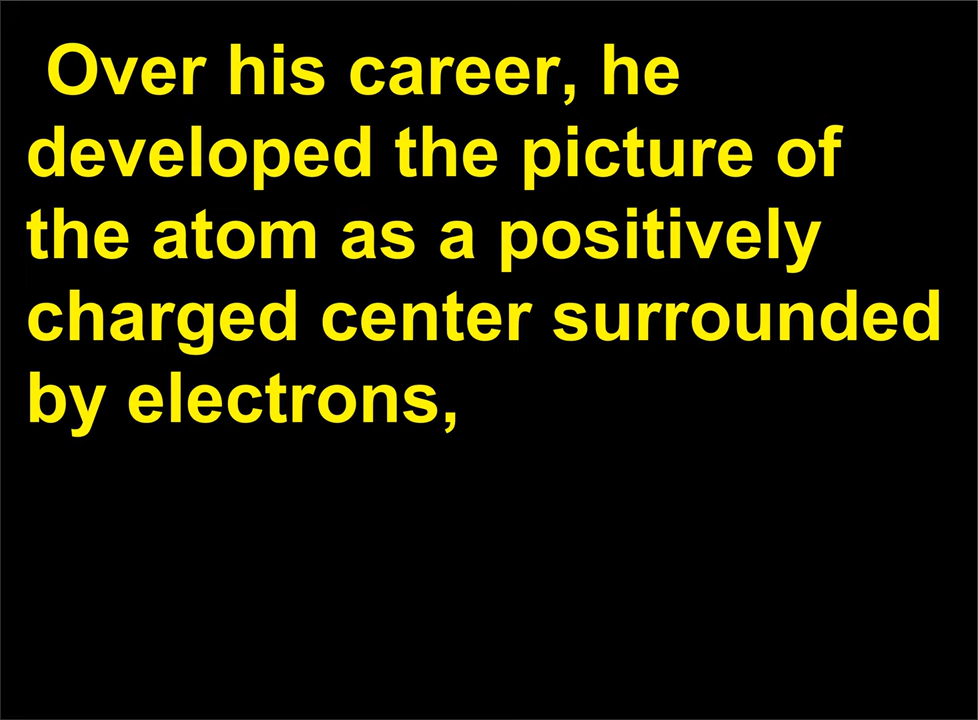 Over his career, he
developed the picture of
the atom as a positively
charged center surrounded
by electrons,